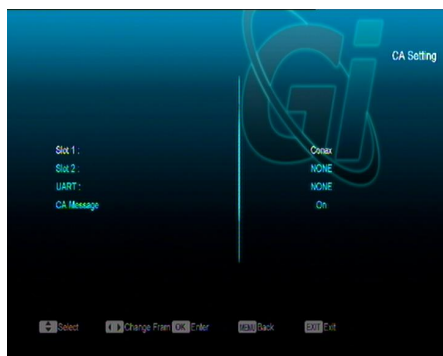 Gi
CA Setting
Slot 1 : Conax
Slot 2 : NONE
UART : NONE
CA Message On
Select Change Fram OK Enter MENU Back EXIT Exit